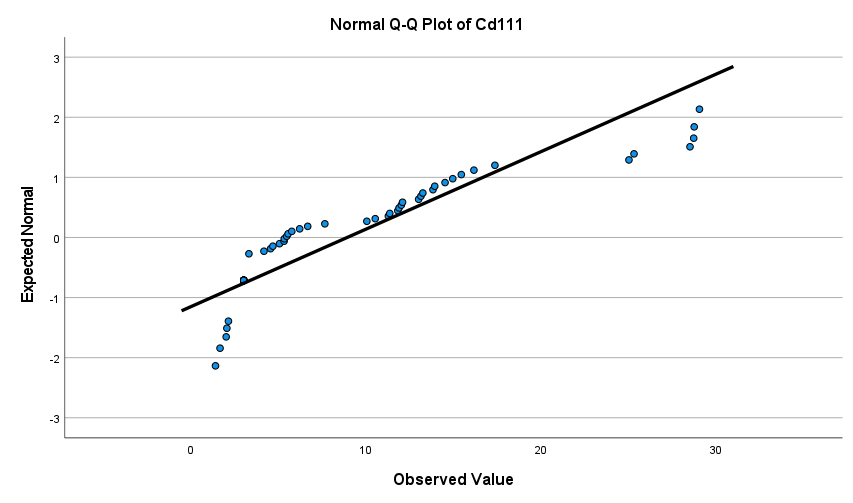 Normal Q-Q Plot of Cd111
3
2
1
0
-1
-2
-3
Expected Normal
0 10 20 30
Observed Value